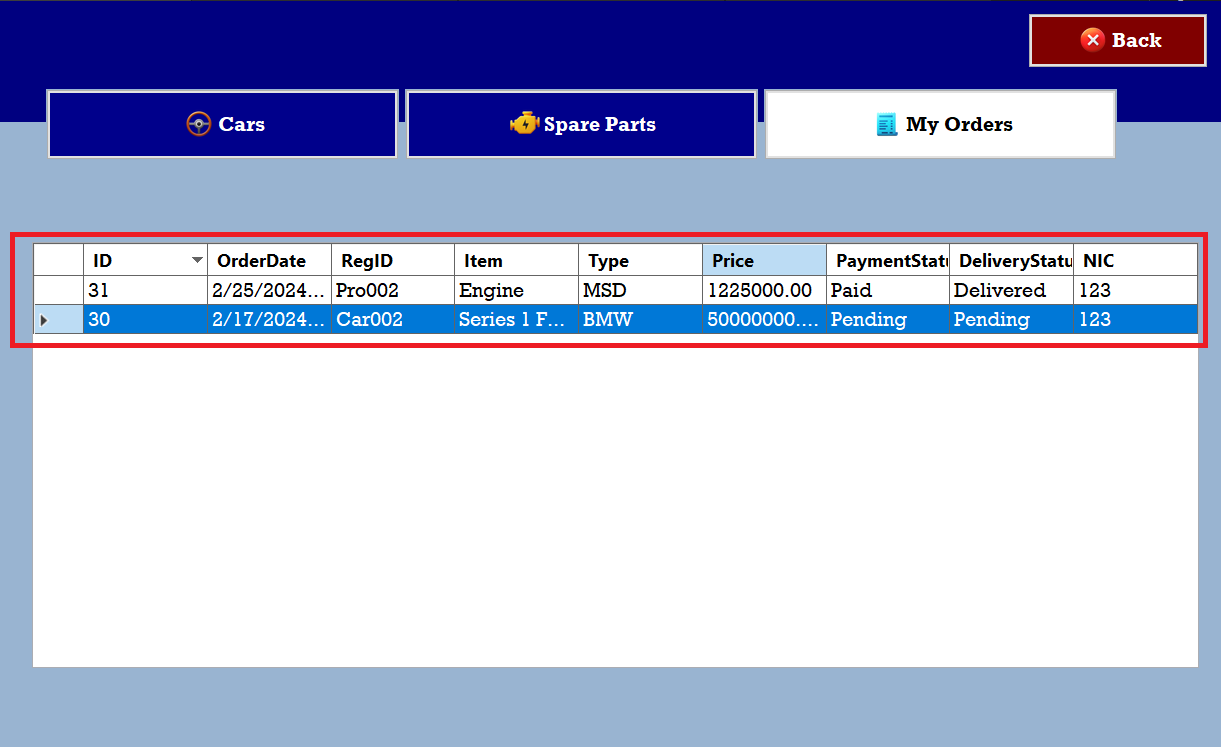 Back
Cars Spare Parts My Orders
ID OrderDate RegID Item Type Price PaymentStatu DeliveryStatu NIC
31 2/25/2024... Pro002 Engine MSD 1225000.00 Paid Delivered 123
30 2/17/2024... Car002 Series 1 F... BMW 50000000.... Pending Pending 123